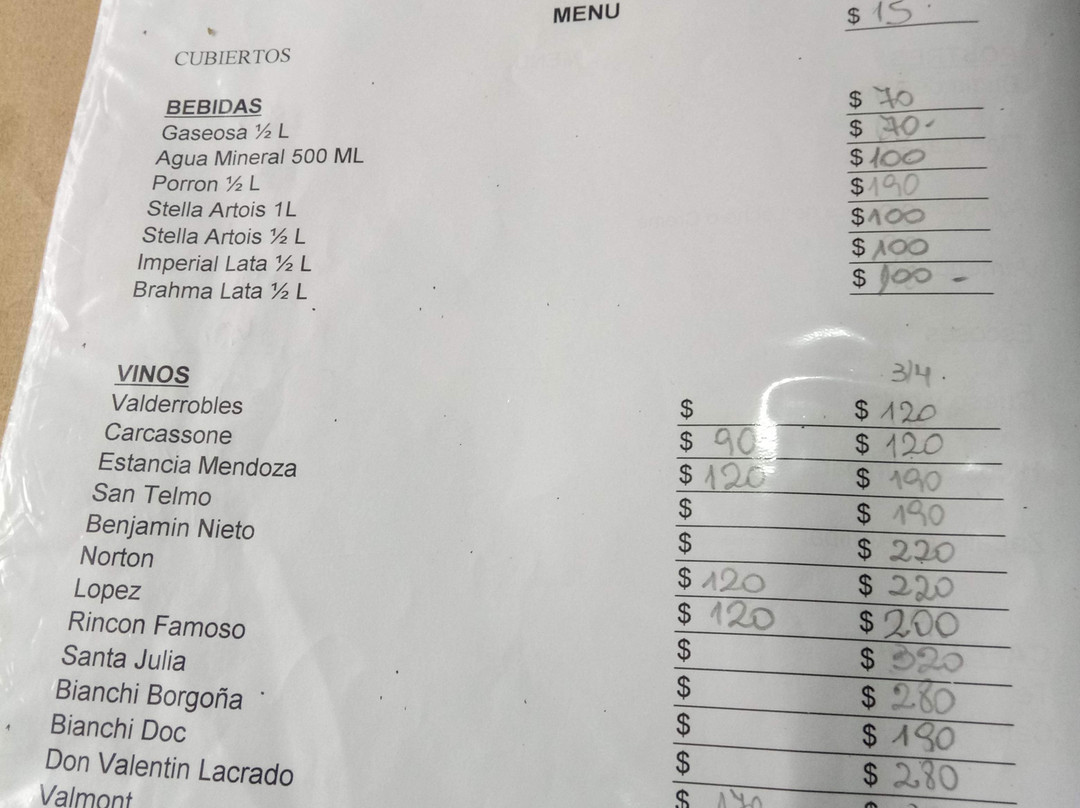 MENU
CUBIERTOS $ 15.
BEBIDAS
Gaseosa ½ L $ 70
Agua Mineral 500 ML $ 70-
Porron ½ L $ 100
Stella Artois 1L $ 190
Stella Artois ½ L $ 100
Imperial Lata ½ L $ 100
Brahma Lata ½ L $ 100 -
VINOS 3/4.
Valderrobles $ $ 120
Carcassone $ 90 $ 120
Estancia Mendoza $ 120 $ 190
San Telmo $ $ 190
Benjamin Nieto $ $ 220
Norton $ 120 $ 220
Lopez $ 120 $ 200
Rincon Famoso $ $ 320
Santa Julia $ $ 280
Bianchi Borgoña $ $
Bianchi Doc $ $ 280
Don Valentin Lacrado $
Valmont